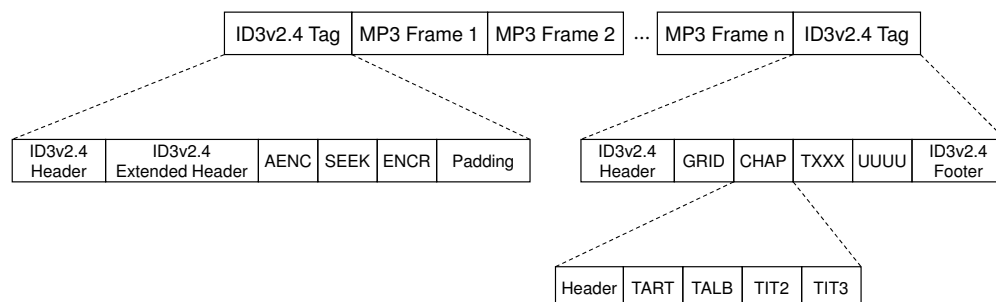 ID3v2.4 Tag MP3 Frame 1 MP3 Frame 2 ... MP3 Frame n ID3v2.4 Tag
ID3v2.4
Header
ID3v2.4
Extended Header
AENC
SEEK
ENCR
Padding
ID3v2.4
Header
GRID
CHAP
TXXX
UUUU
ID3v2.4
Footer
Header TART TALB TIT2 TIT3